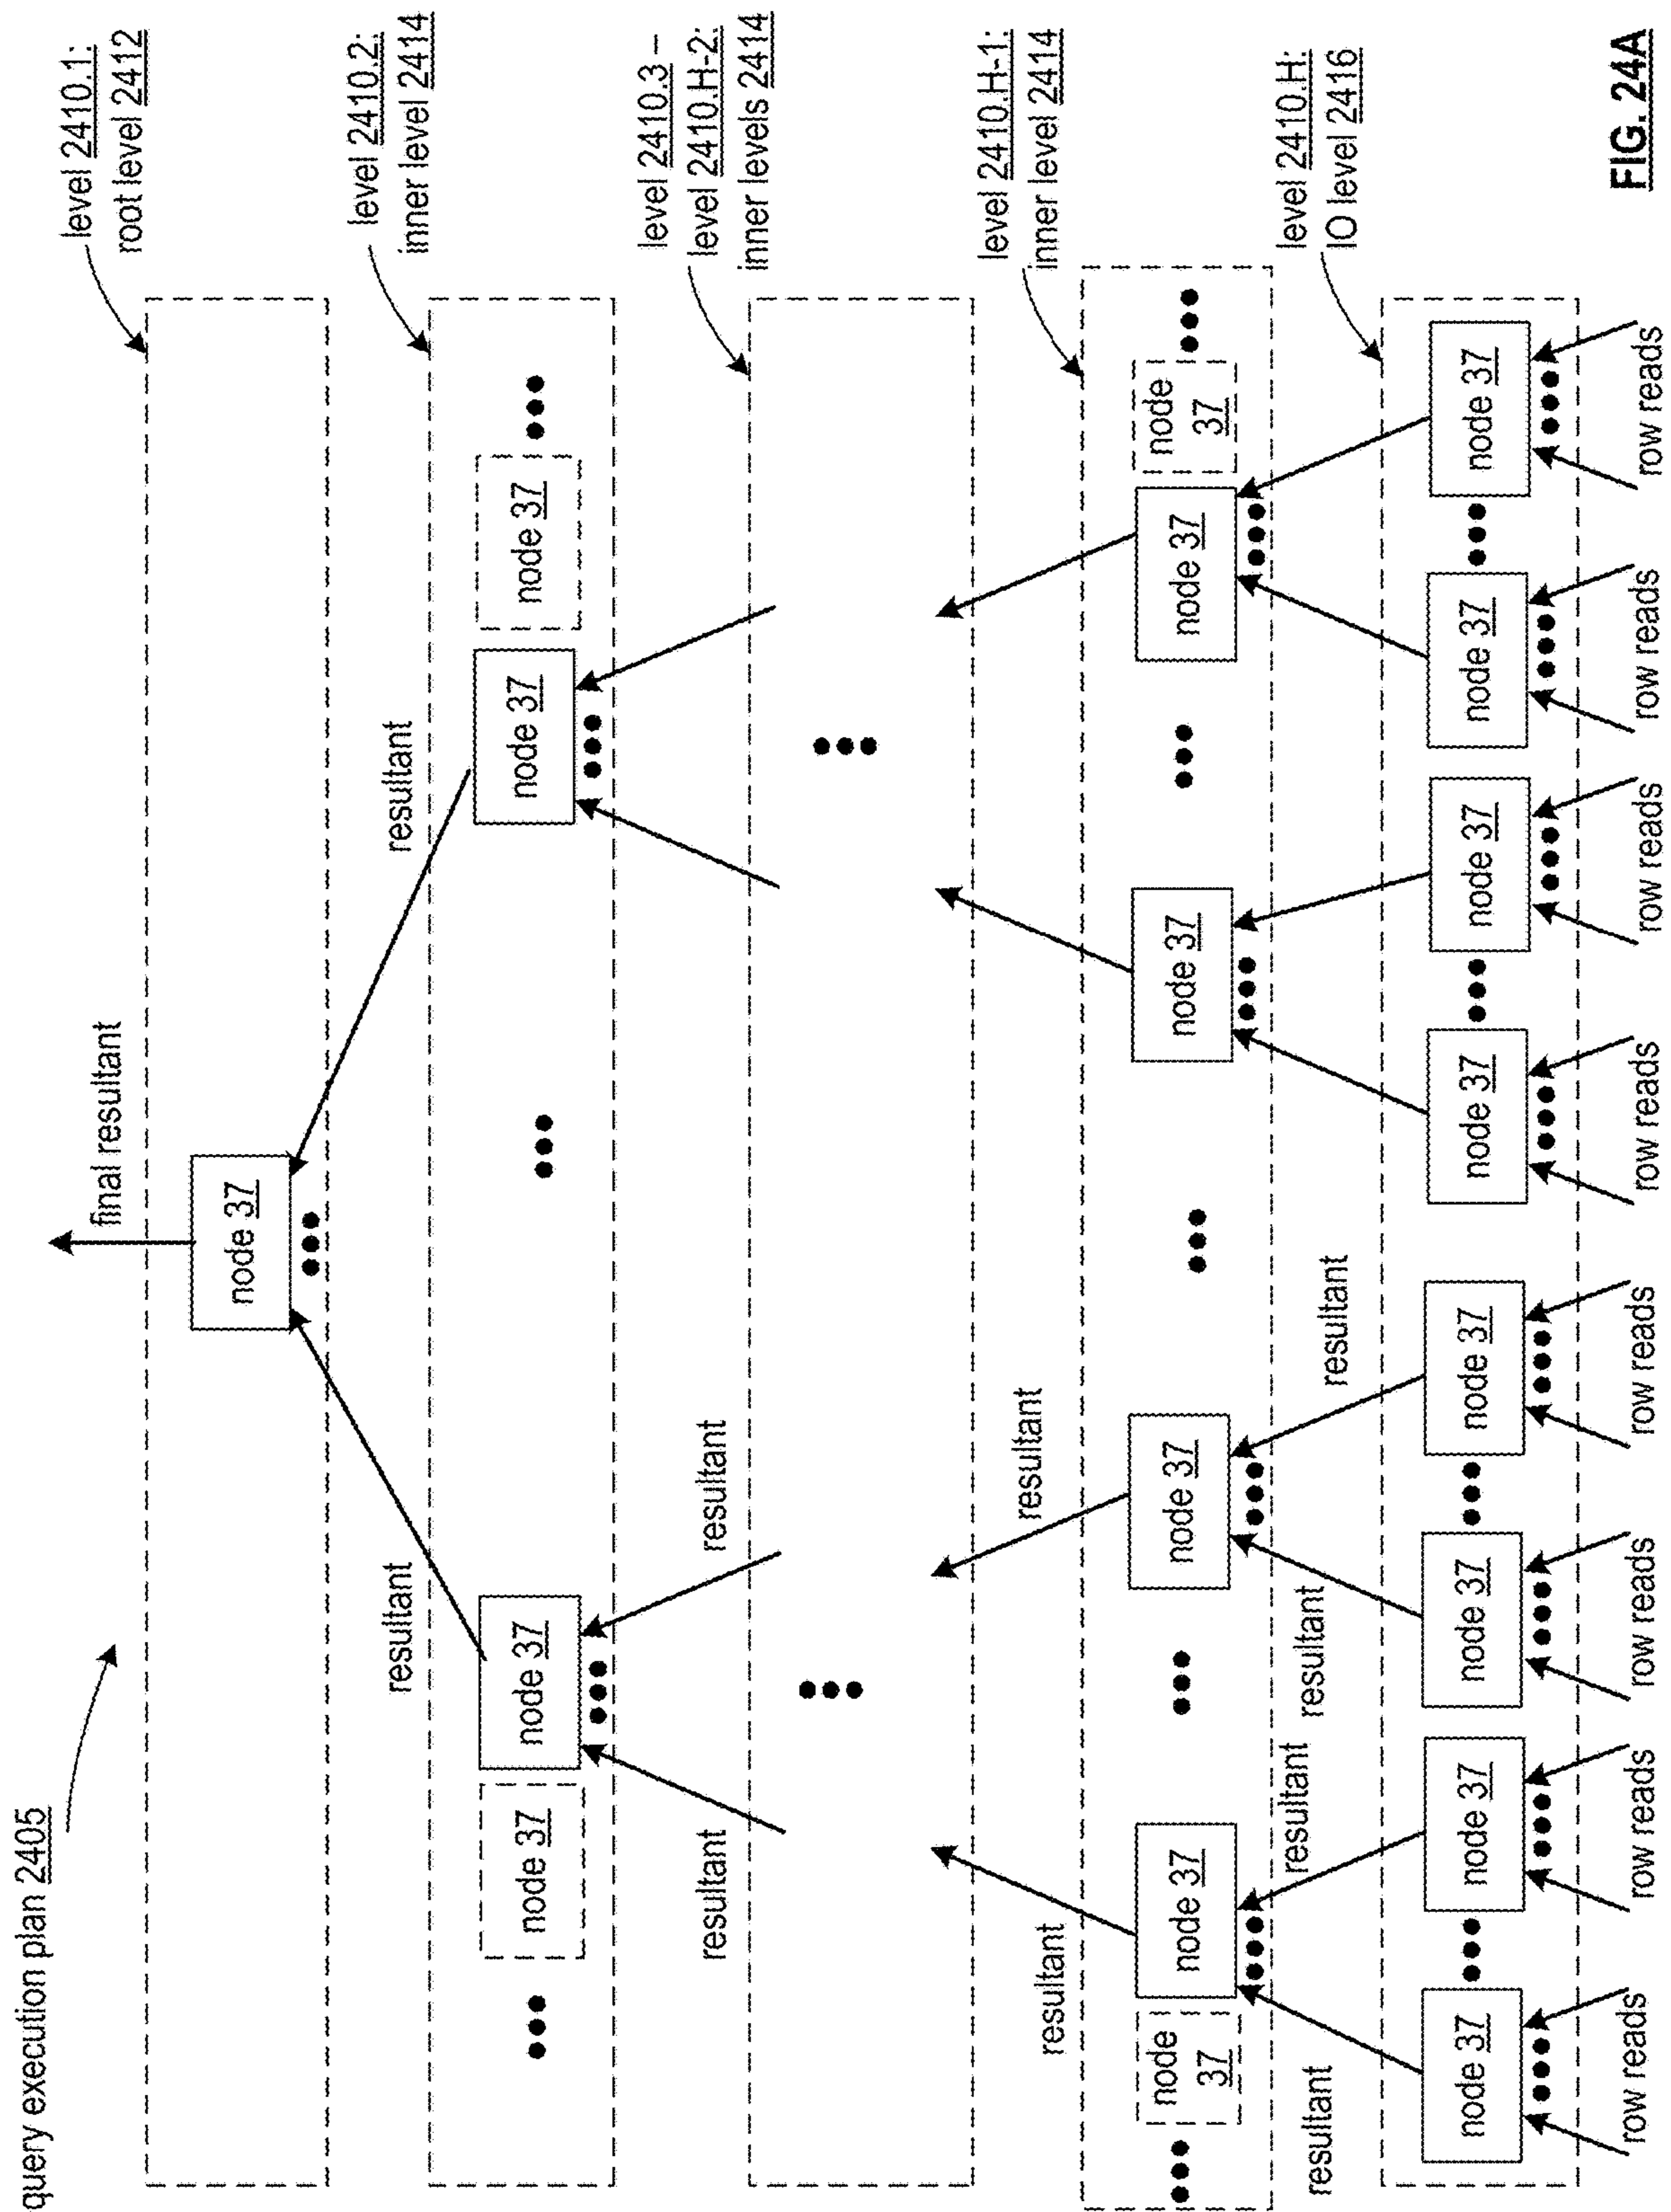 query execution plan 2405
final resultant
level 2410.1:
root level 2412
node 37
resultant
resultant
level 2410.2:
inner level 2414
node 37
node 37
node 37
node 37
resultant
resultant
level 2410.3 –
level 2410.H-2:
inner levels 2414
resultant
resultant
level 2410.H-1:
inner level 2414
node
37
node 37
node 37
node 37
node 37
node
37
resultant
resultant
resultant
resultant
level 2410.H:
IO level 2416
node 37
node 37
node 37
node 37
node 37
node 37
node 37
node 37
row reads
row reads
row reads
row reads
row reads
row reads
row reads
row reads
FIG. 24A